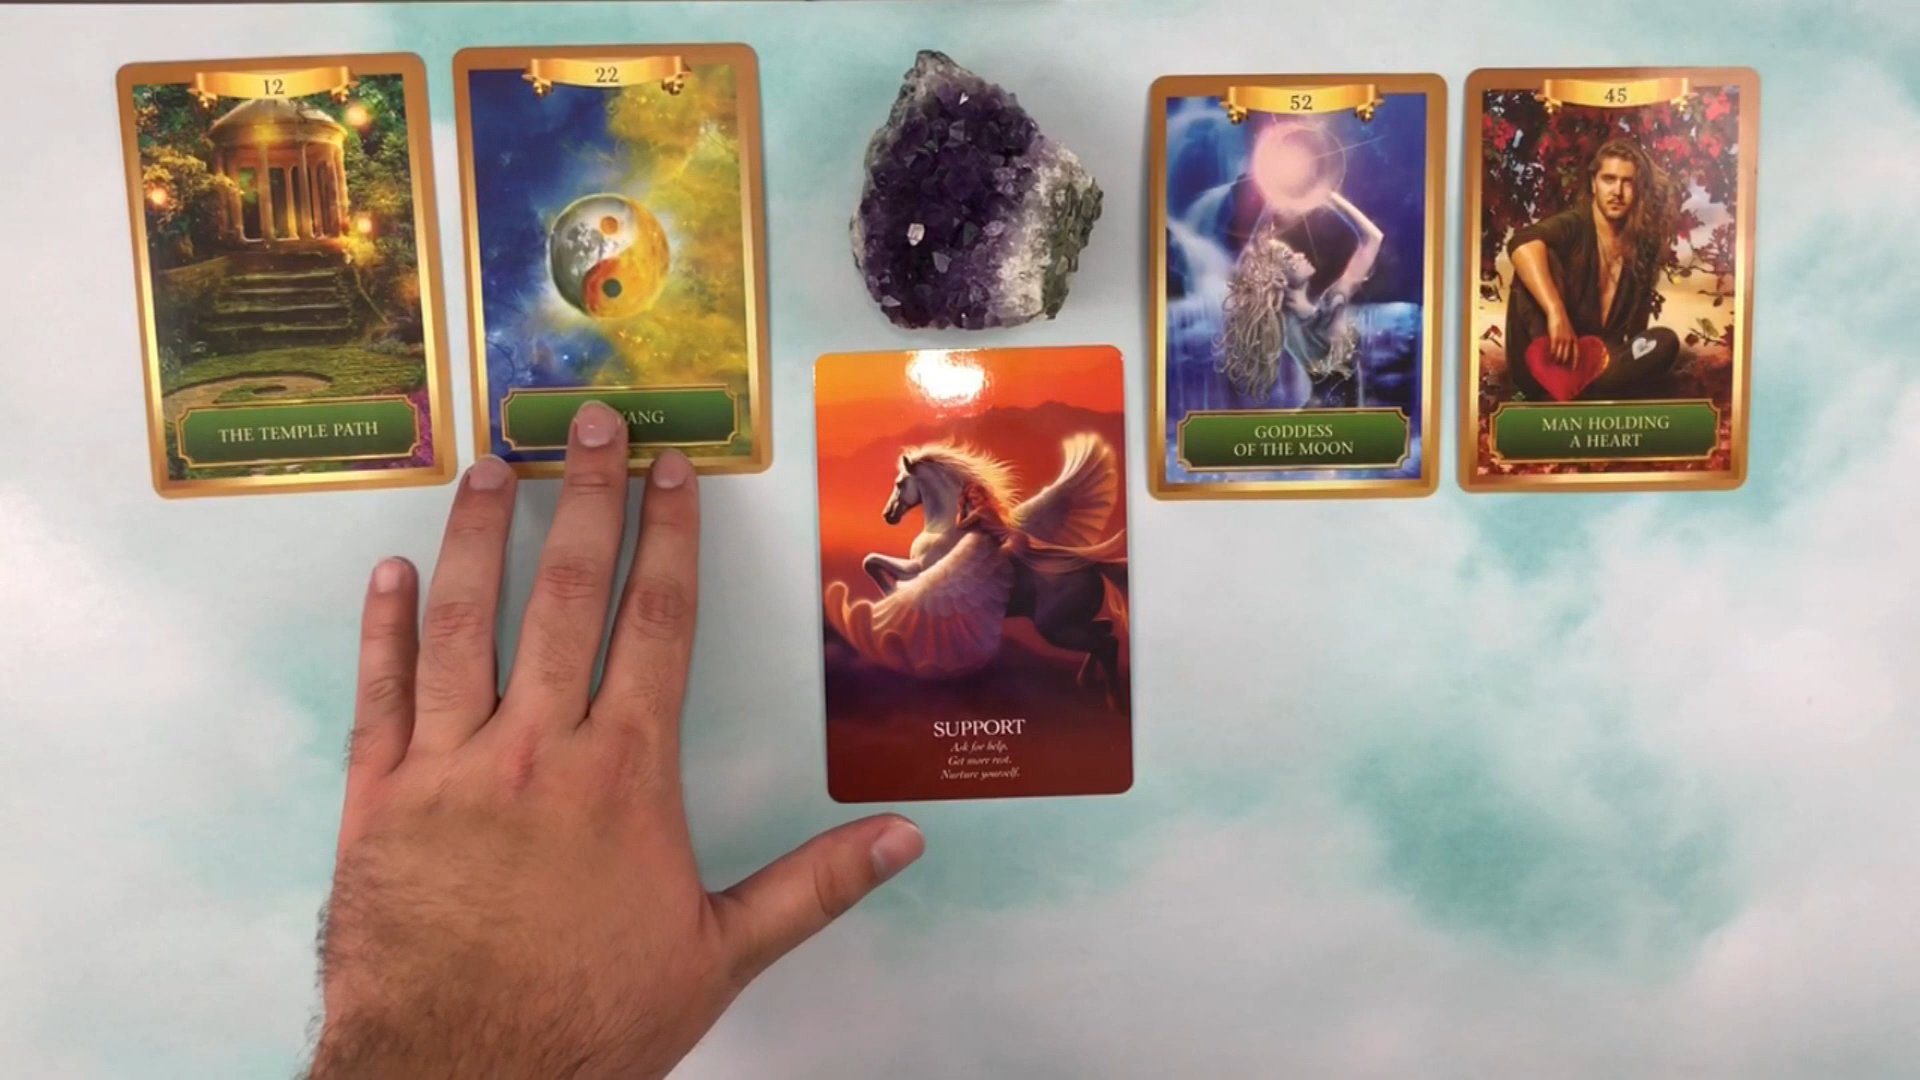 12
THE TEMPLE PATH
22
YANG
52
GODDESS
OF THE MOON
45
MAN HOLDING
A HEART
SUPPORT
Ask for help.
Get more rest.
Nurture yourself.